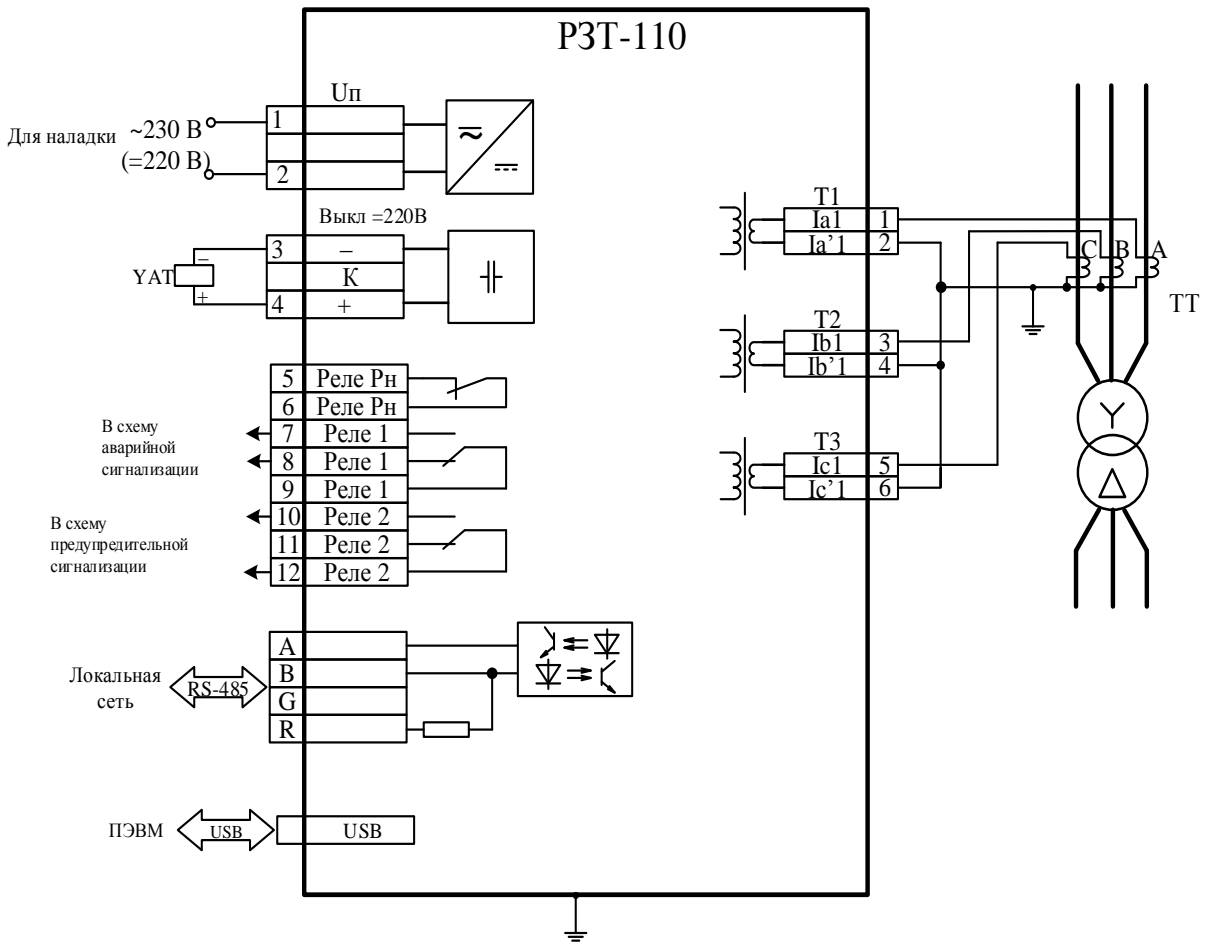 РЗТ-110
Uп
Для наладки ~230 В
(=220 В)
1
2
Выкл =220В
YAT
–
+
3 –
К
4 +
5 Реле Рн
6 Реле Рн
7 Реле 1
8 Реле 1
9 Реле 1
10 Реле 2
11 Реле 2
12 Реле 2
В схему
аварийной
сигнализации
В схему
предупредительной
сигнализации
A
B
G
R
Локальная
сеть
RS-485
ПЭВМ
USB
USB
T1
Ia1 1
Ia’1 2
T2
Ib1 3
Ib’1 4
T3
Ic1 5
Ic’1 6
C B A
ТТ